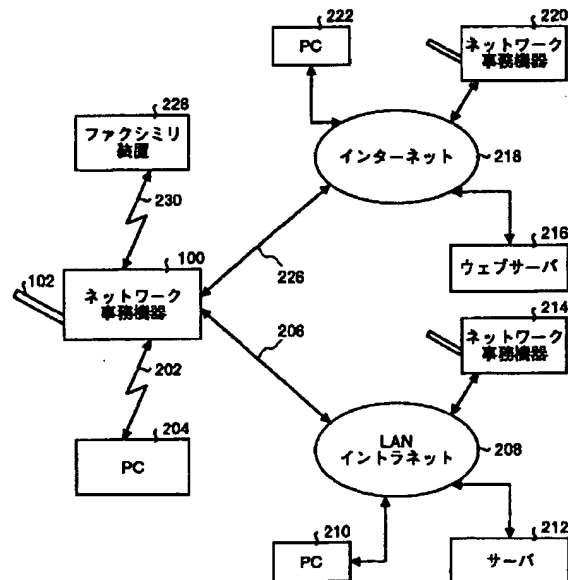 222
PC
220
ネットワーク
事務機器
228
ファクシミリ
装置
インターネット
218
230
102
100
ネットワーク
事務機器
226
216
ウェブサーバ
206
214
ネットワーク
事務機器
202
204
PC
LAN
イントラネット
208
210
PC
212
サーバ